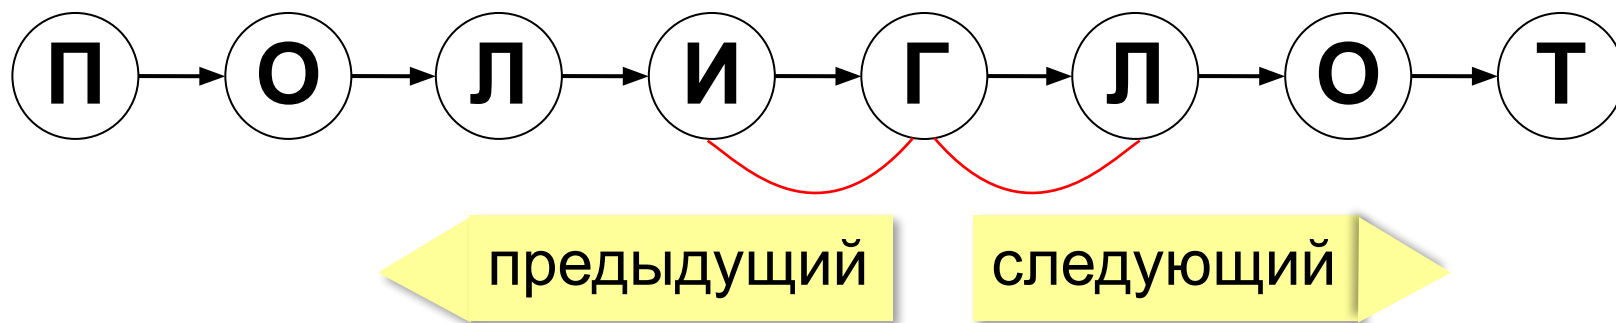 П О Л И Г Л О Т
предыдущий следующий